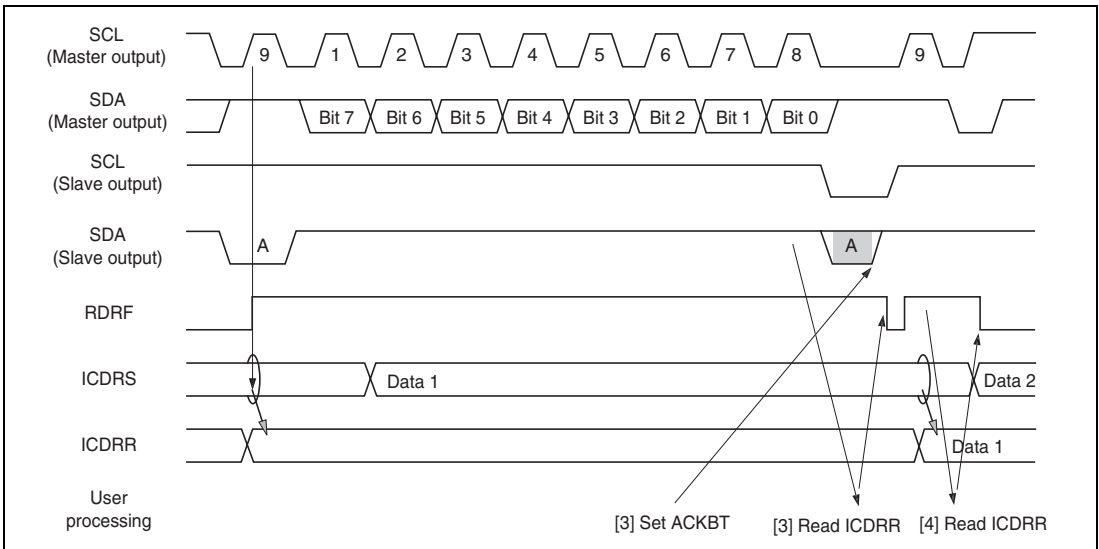 SCL
(Master output)
9 1 2 3 4 5 6 7 8 9
SDA
(Master output)
Bit 7 Bit 6 Bit 5 Bit 4 Bit 3 Bit 2 Bit 1 Bit 0
SCL
(Slave output)
SDA
(Slave output)
A A
RDRF
ICDRS
Data 1 Data 2
ICDRR
Data 1
User
processing
[3] Set ACKBT [3] Read ICDRR [4] Read ICDRR